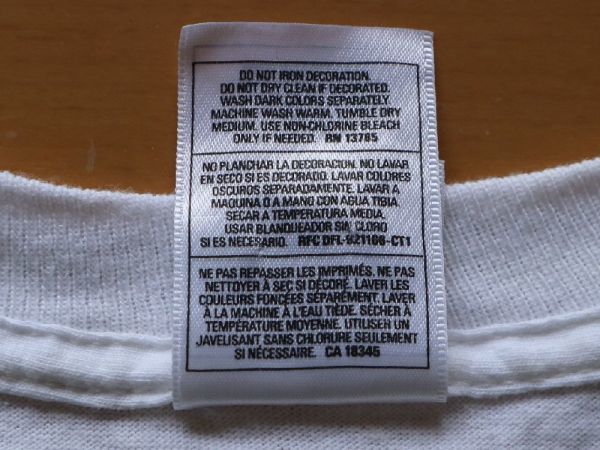 DO NOT IRON DECORATION.
DO NOT DRY CLEAN IF DECORATED.
WASH DARK COLORS SEPARATELY.
MACHINE WASH WARM. TUMBLE DRY
MEDIUM. USE NON-CHLORINE BLEACH
ONLY IF NEEDED. RN 13765
NO PLANCHAR LA DECORACION. NO LAVAR
EN SECO SI ES DECORADO. LAVAR COLORES
OSCUROS SEPARADAMENTE. LAVAR A
MAQUINA O A MANO CON AGUA TIBIA.
SECAR A TEMPERATURA MEDIA.
USAR BLANQUEADOR SIN CLORO
SI ES NECESARIO. RFC DFL-921106-CT1
NE PAS REPASSER LES IMPRIMÉS. NE PAS
NETTOYER À SEC SI DÉCORÉ. LAVER LES
COULEURS FONCÉES SÉPARÉMENT. LAVER
À LA MACHINE À L'EAU TIÈDE. SÉCHER À
TEMPÉRATURE MOYENNE. UTILISER UN
JAVELISANT SANS CHLORURE SEULEMENT
SI NÉCESSAIRE. CA 18345